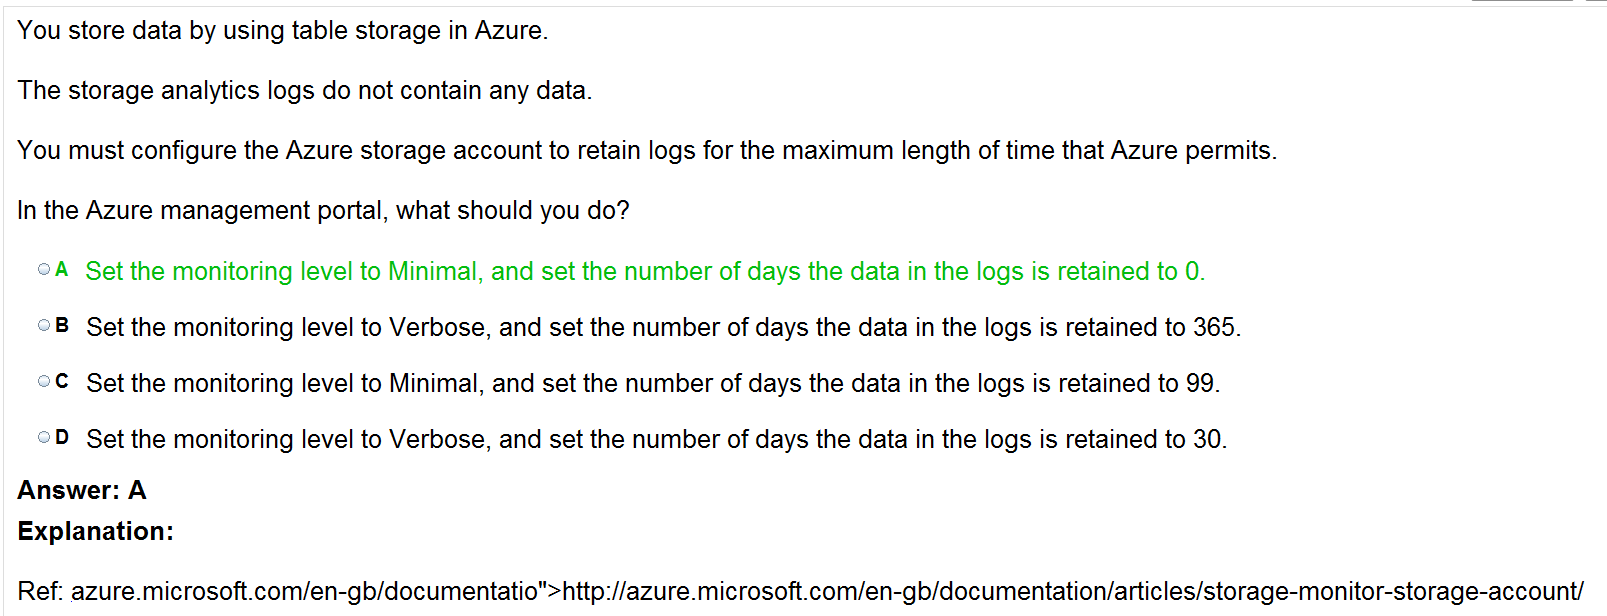 You store data by using table storage in Azure.
The storage analytics logs do not contain any data.
You must configure the Azure storage account to retain logs for the maximum length of time that Azure permits.
In the Azure management portal, what should you do?
A Set the monitoring level to Minimal, and set the number of days the data in the logs is retained to 0.
B Set the monitoring level to Verbose, and set the number of days the data in the logs is retained to 365.
C Set the monitoring level to Minimal, and set the number of days the data in the logs is retained to 99.
D Set the monitoring level to Verbose, and set the number of days the data in the logs is retained to 30.
Answer: A
Explanation:
Ref: azure.microsoft.com/en-gb/documentatio">http://azure.microsoft.com/en-gb/documentation/articles/storage-monitor-storage-account/